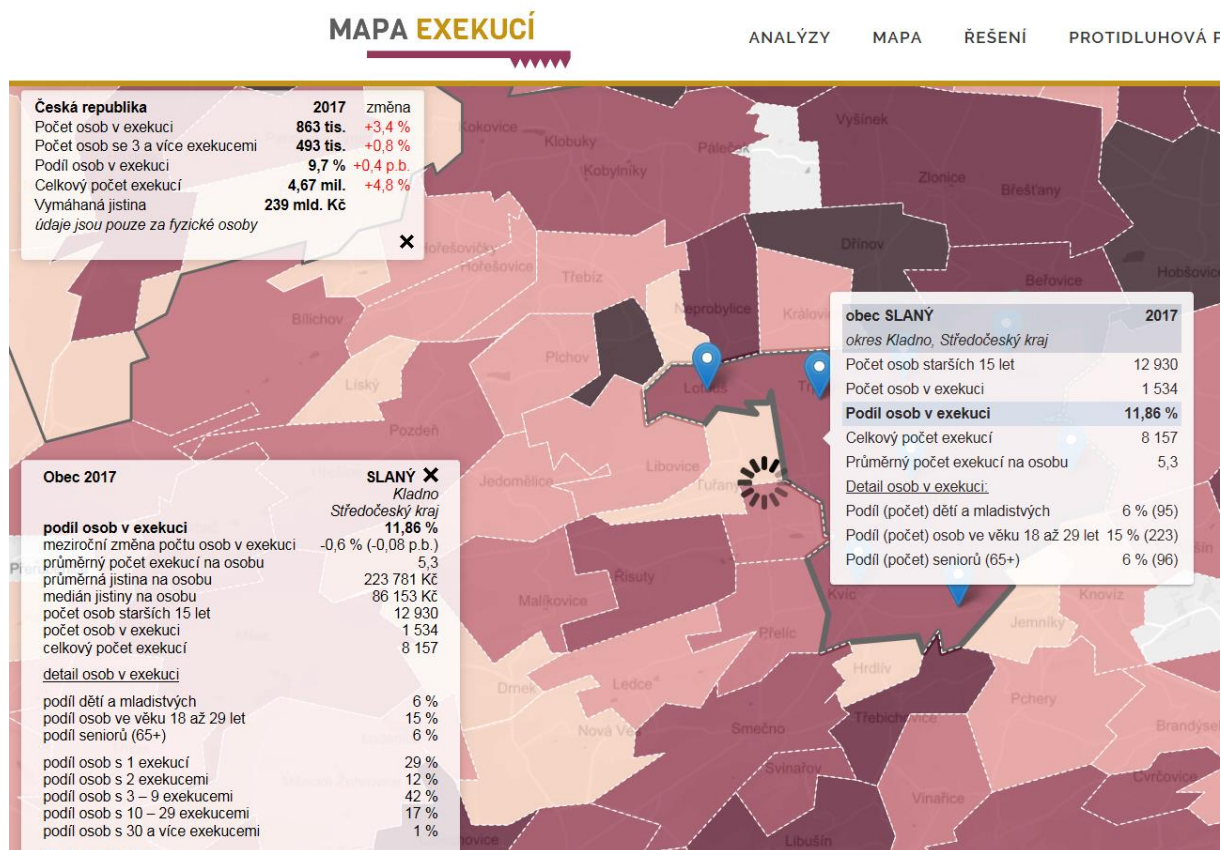 MAPA EXEKUCÍ
ANALÝZY MAPA ŘEŠENÍ PROTIDLUHOVÁ P
Česká republika 2017 změna
Počet osob v exekuci 863 tis. +3,4 %
Počet osob se 3 a více exekucemi 493 tis. +0,8 %
Podíl osob v exekuci 9,7 % +0,4 p.b.
Celkový počet exekucí 4,67 mil. +4,8 %
Vymáhaná jistina 239 mld. Kč
údaje jsou pouze za fyzické osoby
Kokovice
Klobuky
Páleček
Vyšínek
Kobylníky
Zlonice
Břešťany
Hořešovičky
Hořešovice
Třebíz
Dřínov
Hobšovice
Beřovice
Neprobylice
Královic
Bílichov
Plchov
Lísky
Lotouš
Pozdeň
obec SLANÝ 2017
okres Kladno, Středočeský kraj
Počet osob starších 15 let 12 930
Počet osob v exekuci 1 534
Podíl osob v exekuci 11,86 %
Celkový počet exekucí 8 157
Průměrný počet exekucí na osobu 5,3
Detail osob v exekuci:
Podíl (počet) dětí a mladistvých 6 % (95)
Podíl (počet) osob ve věku 18 až 29 let 15 % (223)
Podíl (počet) seniorů (65+) 6 % (96)
Libovice
Tuřany
Jedomělice
Obec 2017 SLANÝ
Kladno
Středočeský kraj
podíl osob v exekuci 11,86 %
meziroční změna počtu osob v exekuci -0,6 % (-0,08 p.b.)
průměrný počet exekucí na osobu 5,3
průměrná jistina na osobu 223 781 Kč
medián jistiny na osobu 86 153 Kč
počet osob starších 15 let 12 930
počet osob v exekuci 1 534
celkový počet exekucí 8 157
detail osob v exekuci
podíl dětí a mladistvých 6 %
podíl osob ve věku 18 až 29 let 15 %
podíl seniorů (65+) 6 %
podíl osob s 1 exekucí 29 %
podíl osob s 2 exekucemi 12 %
podíl osob s 3 – 9 exekucemi 42 %
podíl osob s 10 – 29 exekucemi 17 %
podíl osob s 30 a více exekucemi 1 %
Řisuty
Malíkovice
Kvíc
Knovíz
Jemníky
Přelíc
Hrdlív
Drnek
Ledce
Pchery
Nová Ves
Smečno
Třebichovice
Brandýsek
Svinařov
Cvrčovice
Vinařice
Libušín